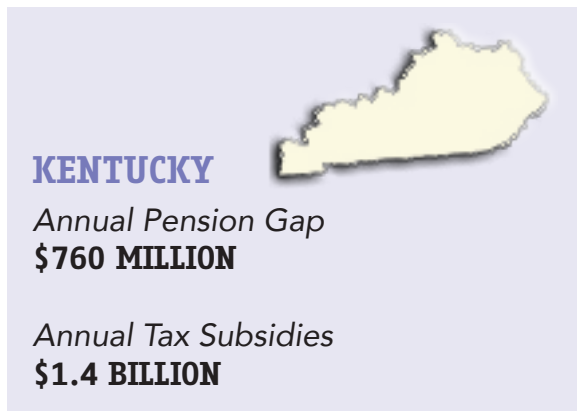 KENTUCKY
Annual Pension Gap
$760 MILLION
Annual Tax Subsidies
$1.4 BILLION